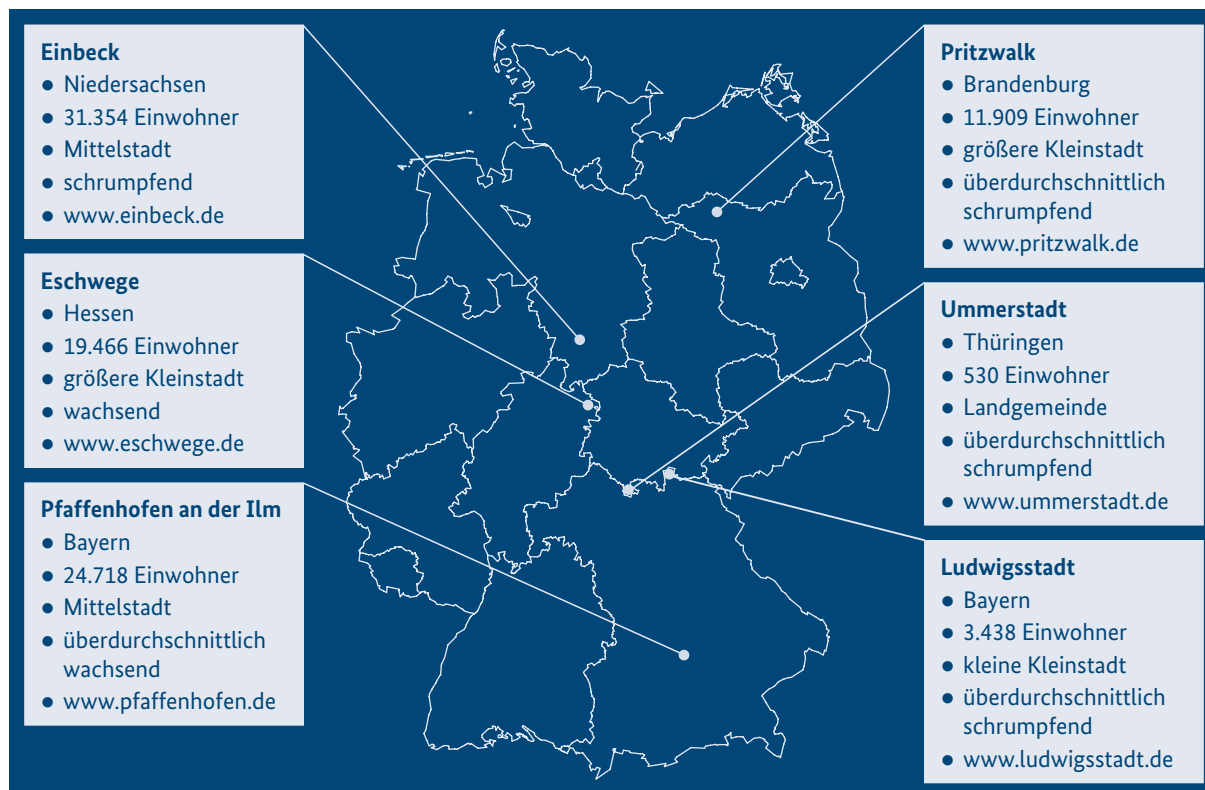 Einbeck
● Niedersachsen
● 31.354 Einwohner
● Mittelstadt
● schrumpfend
● www.einbeck.de
Eschwege
● Hessen
● 19.466 Einwohner
● größere Kleinstadt
● wachsend
● www.eschwege.de
Pfaffenhofen an der Ilm
● Bayern
● 24.718 Einwohner
● Mittelstadt
● überdurchschnittlich
wachsend
● www.pfaffenhofen.de
Pritzwalk
● Brandenburg
● 11.909 Einwohner
● größere Kleinstadt
● überdurchschnittlich
schrumpfend
● www.pritzwalk.de
Ummerstadt
● Thüringen
● 530 Einwohner
● Landgemeinde
● überdurchschnittlich
schrumpfend
● www.ummerstadt.de
Ludwigsstadt
● Bayern
● 3.438 Einwohner
● kleine Kleinstadt
● überdurchschnittlich
schrumpfend
● www.ludwigsstadt.de